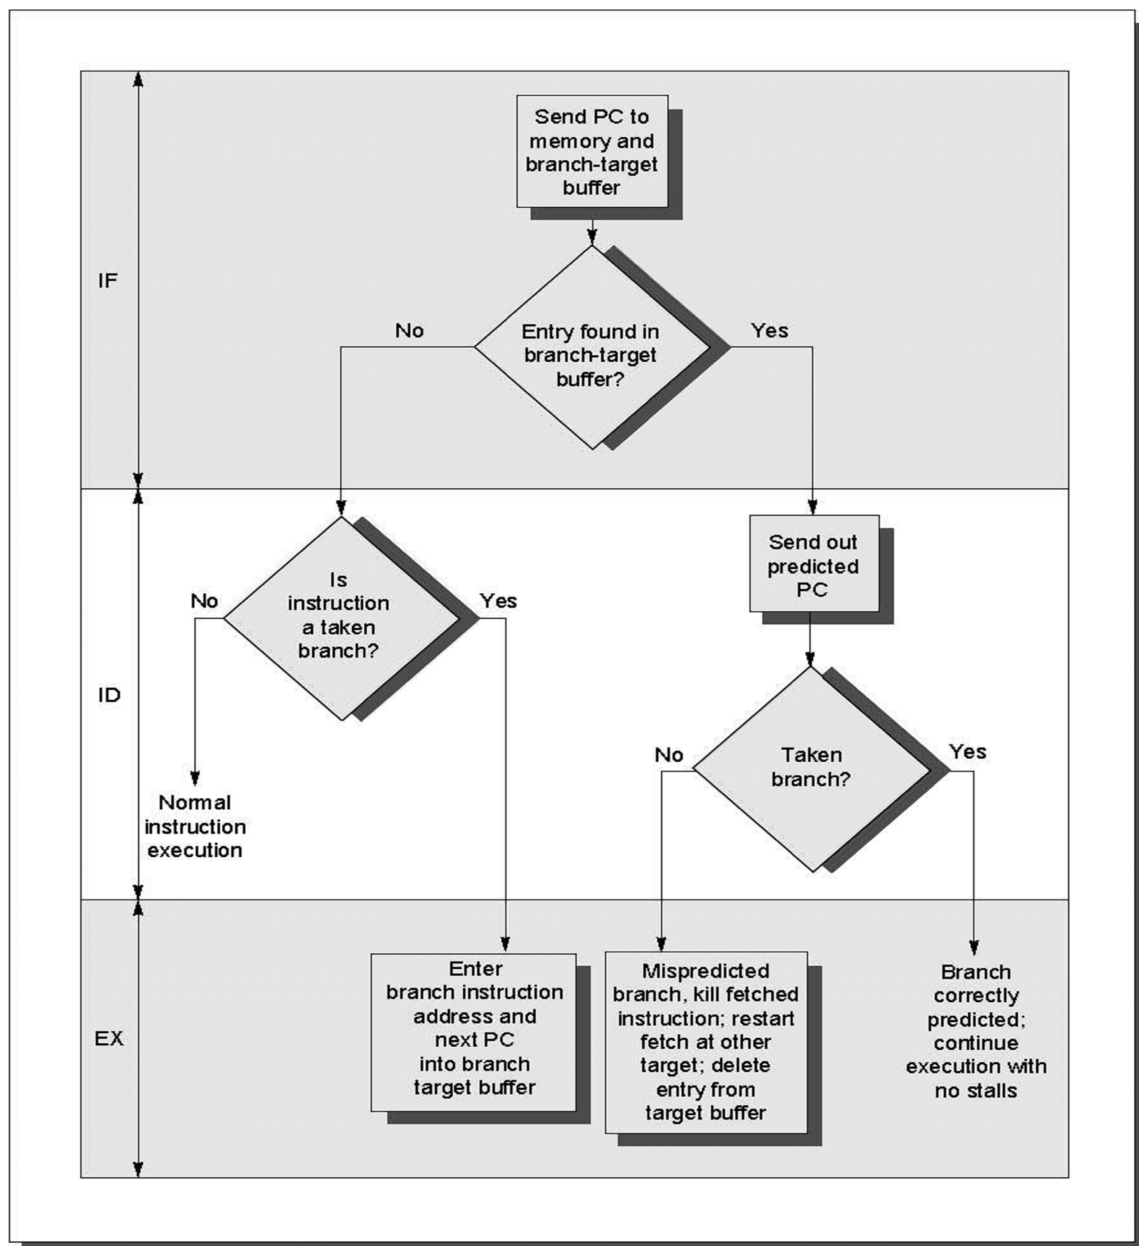 Send PC to
memory and
branch-target
buffer
IF
No
Entry found in
branch-target
buffer?
Yes
Is
instruction
a taken
branch?
No
Yes
Send out
predicted
PC
ID
No
Taken
branch?
Yes
Normal
instruction
execution
EX
Enter
branch instruction
address and
next PC
into branch
target buffer
Mispredicted
branch, kill fetched
instruction; restart
fetch at other
target; delete
entry from
target buffer
Branch
correctly
predicted;
continue
execution with
no stalls